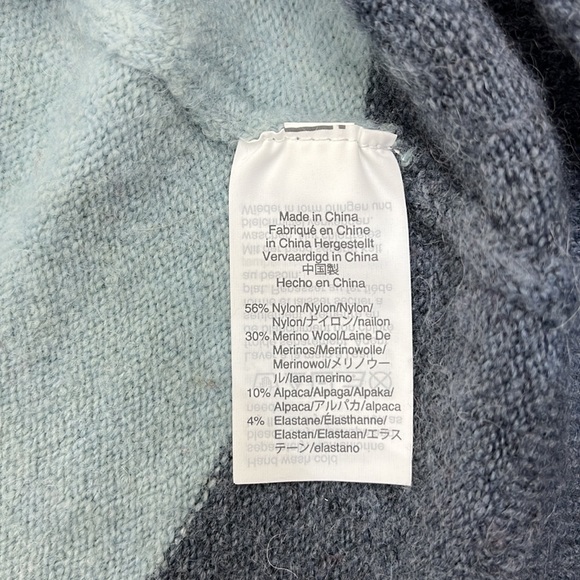 Made in China
Fabriqué en Chine
in China Hergestellt
Vervaardigd in China
中国製
Hecho en China
56% Nylon/Nylon/Nylon/
Nylon/ナイロン/nailon
30% Merino Wool/Laine De
Merinos/Merinowolle/
Merinowol/メリノウー
ル/lana merino
10% Alpaca/Alpaga/Alpaka/
Alpaca/アルパカ/alpaca
4% Elastane/Élasthanne/
Elastan/Elastaan/エラス
テーン/elastano
Hand wash cold